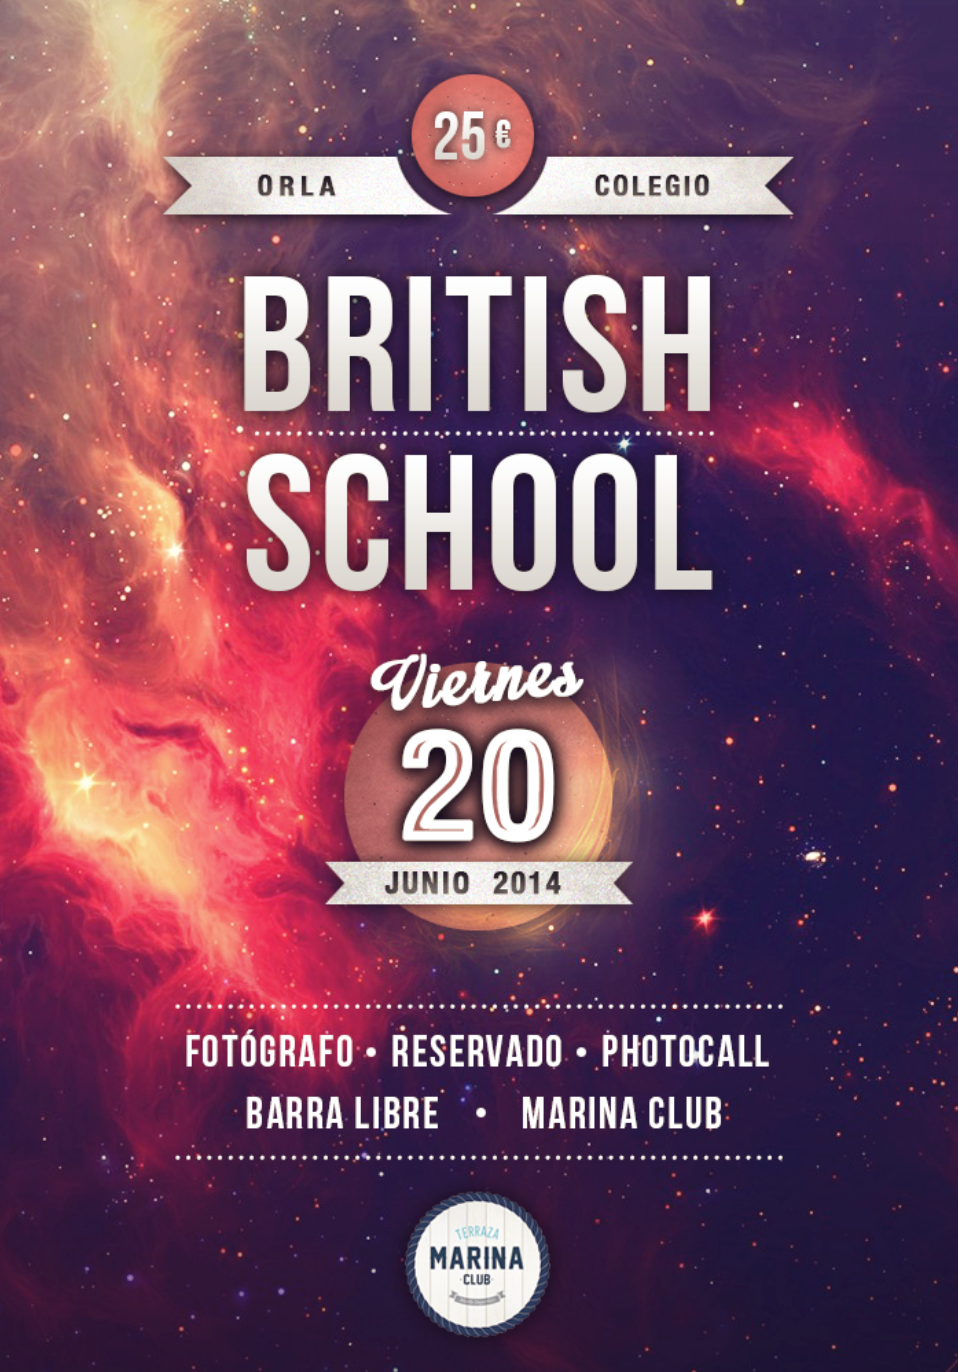 25 €
ORLA COLEGIO
BRITISH
SCHOOL
Viernes
20
JUNIO 2014
FOTÓGRAFO • RESERVADO • PHOTOCALL
BARRA LIBRE • MARINA CLUB
TERRAZA
MARINA
CLUB